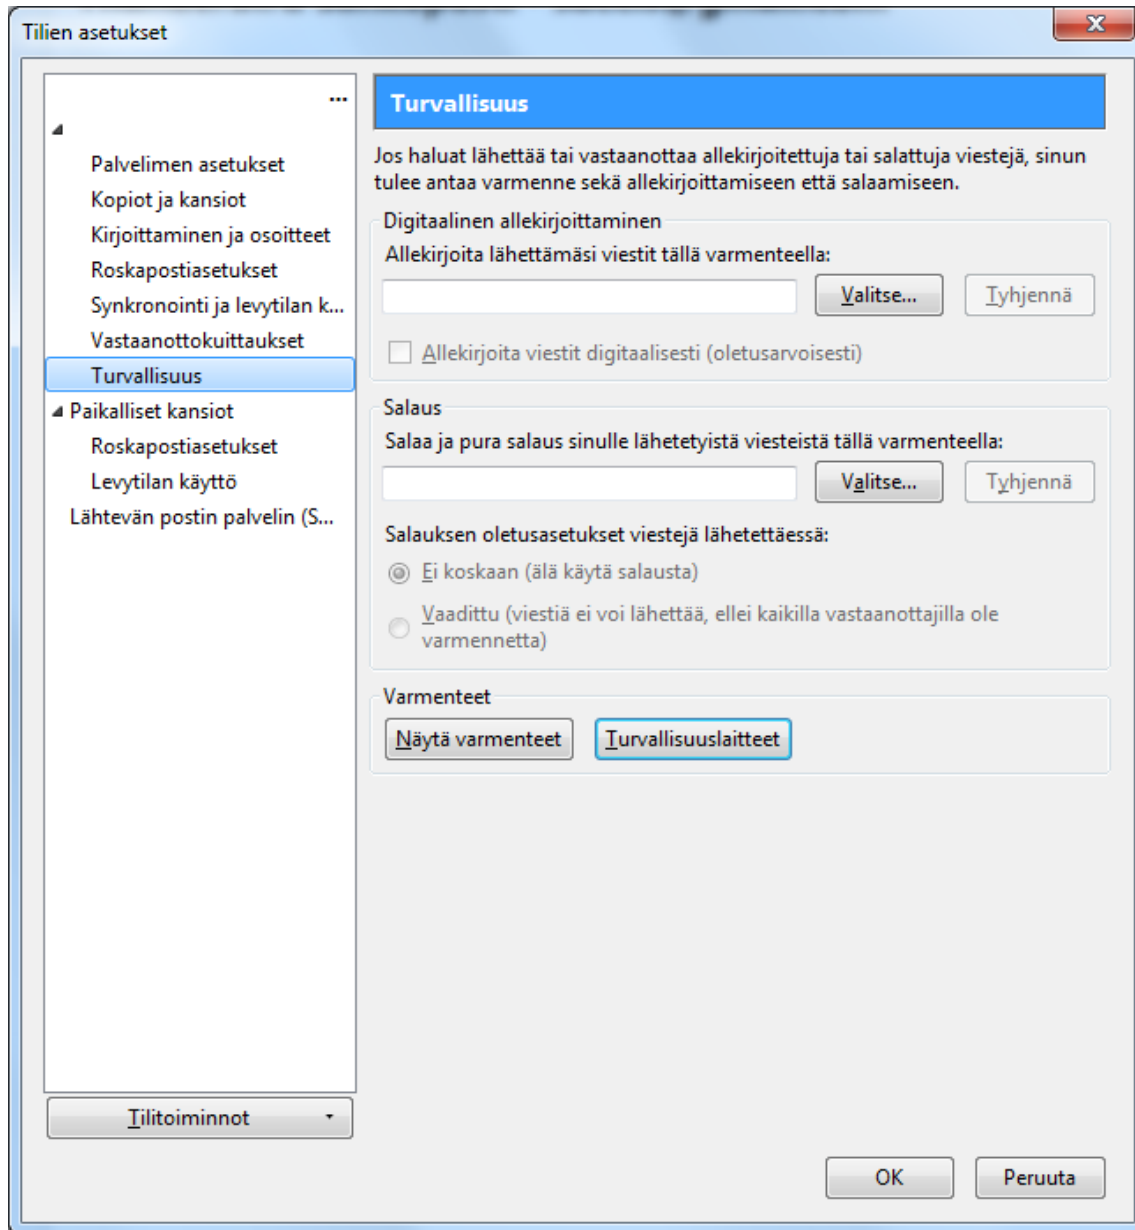 Tilien asetukset
...
Palvelimen asetukset
Kopiot ja kansiot
Kirjoittaminen ja osoitteet
Roskapostiasetukset
Synkronointi ja levytilan k...
Vastaanottokuittaukset
Turvallisuus
Paikalliset kansiot
Roskapostiasetukset
Levytilan käyttö
Lähtevän postin palvelin (S...
Tilitoiminnot
Turvallisuus
Jos haluat lähettää tai vastaanottaa allekirjoitettuja tai salattuja viestejä, sinun
tulee antaa varmenne sekä allekirjoittamiseen että salaamiseen.
Digitaalinen allekirjoittaminen
Allekirjoita lähettämäsi viestit tällä varmenteella:
Valitse... Tyhjennä
Allekirjoita viestit digitaalisesti (oletusarvoisesti)
Salaus
Salaa ja pura salaus sinulle lähetetyistä viesteistä tällä varmenteella:
Valitse... Tyhjennä
Salauksen oletusasetukset viestejä lähetettäessä:
Ei koskaan (älä käytä salausta)
Vaadittu (viestiä ei voi lähettää, ellei kaikilla vastaanottajilla ole
varmennetta)
Varmenteet
Näytä varmenteet Turvallisuuslaitteet
OK Peruuta